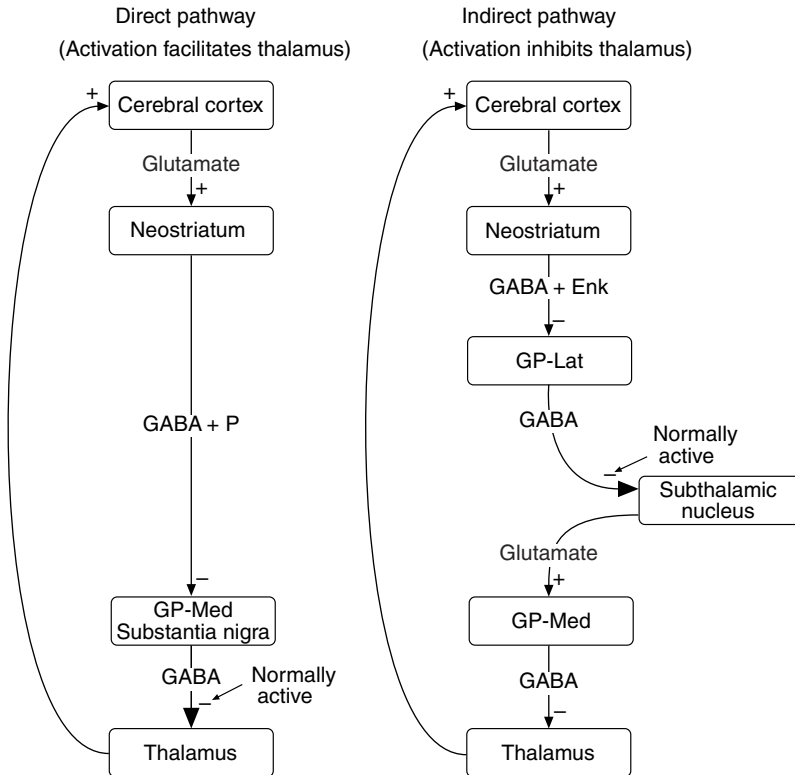 Direct pathway
(Activation facilitates thalamus)
+
Cerebral cortex
Glutamate
+
Neostriatum
GABA + P
−
GP-Med
Substantia nigra
GABA
Normally
active
−
Thalamus
Indirect pathway
(Activation inhibits thalamus)
+
Cerebral cortex
Glutamate
+
Neostriatum
GABA + Enk
−
GP-Lat
GABA
Normally
active
−
Subthalamic
nucleus
Glutamate
+
GP-Med
GABA
−
Thalamus